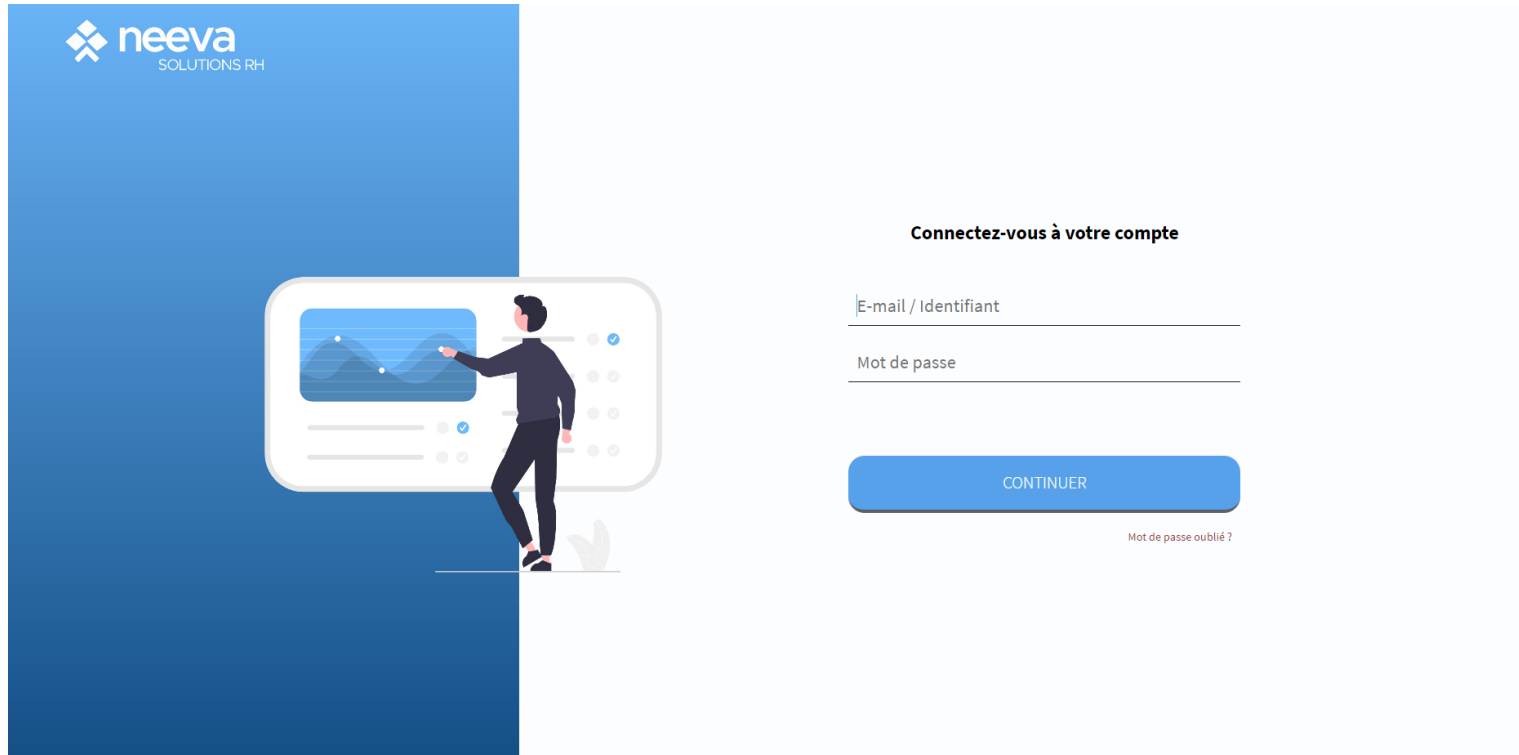 neeva
SOLUTIONS RH
Connectez-vous à votre compte
E-mail / Identifiant
Mot de passe
CONTINUER
Mot de passe oublié ?